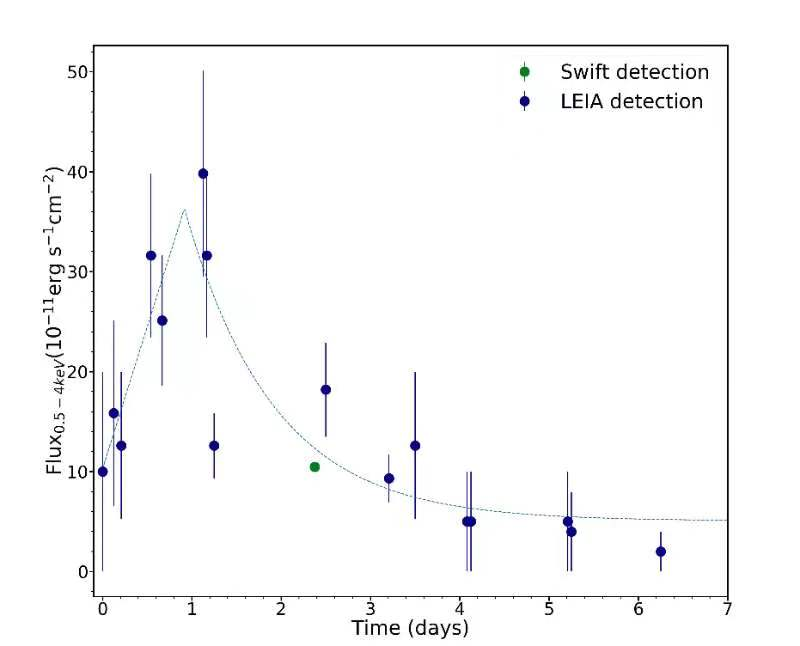 Swift detection
LEIA detection
50
40
30
20
10
0
Flux₀.₅₋₄ₖₑᵥ(10⁻¹¹erg s⁻¹cm⁻²)
0 1 2 3 4 5 6 7
Time (days)